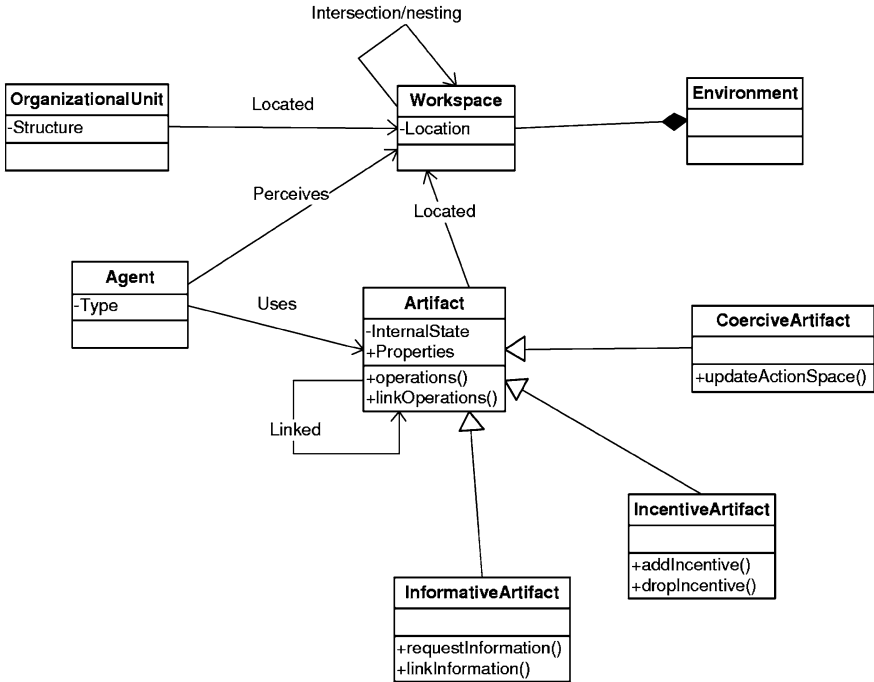 Intersection/nesting
OrganizationalUnit
-Structure
Located
Workspace
-Location
Environment
Perceives
Located
Agent
-Type
Uses
Artifact
-InternalState
+Properties
+operations()
+linkOperations()
Linked
CoerciveArtifact
+updateActionSpace()
IncentiveArtifact
+addIncentive()
+dropIncentive()
InformativeArtifact
+requestInformation()
+linkInformation()